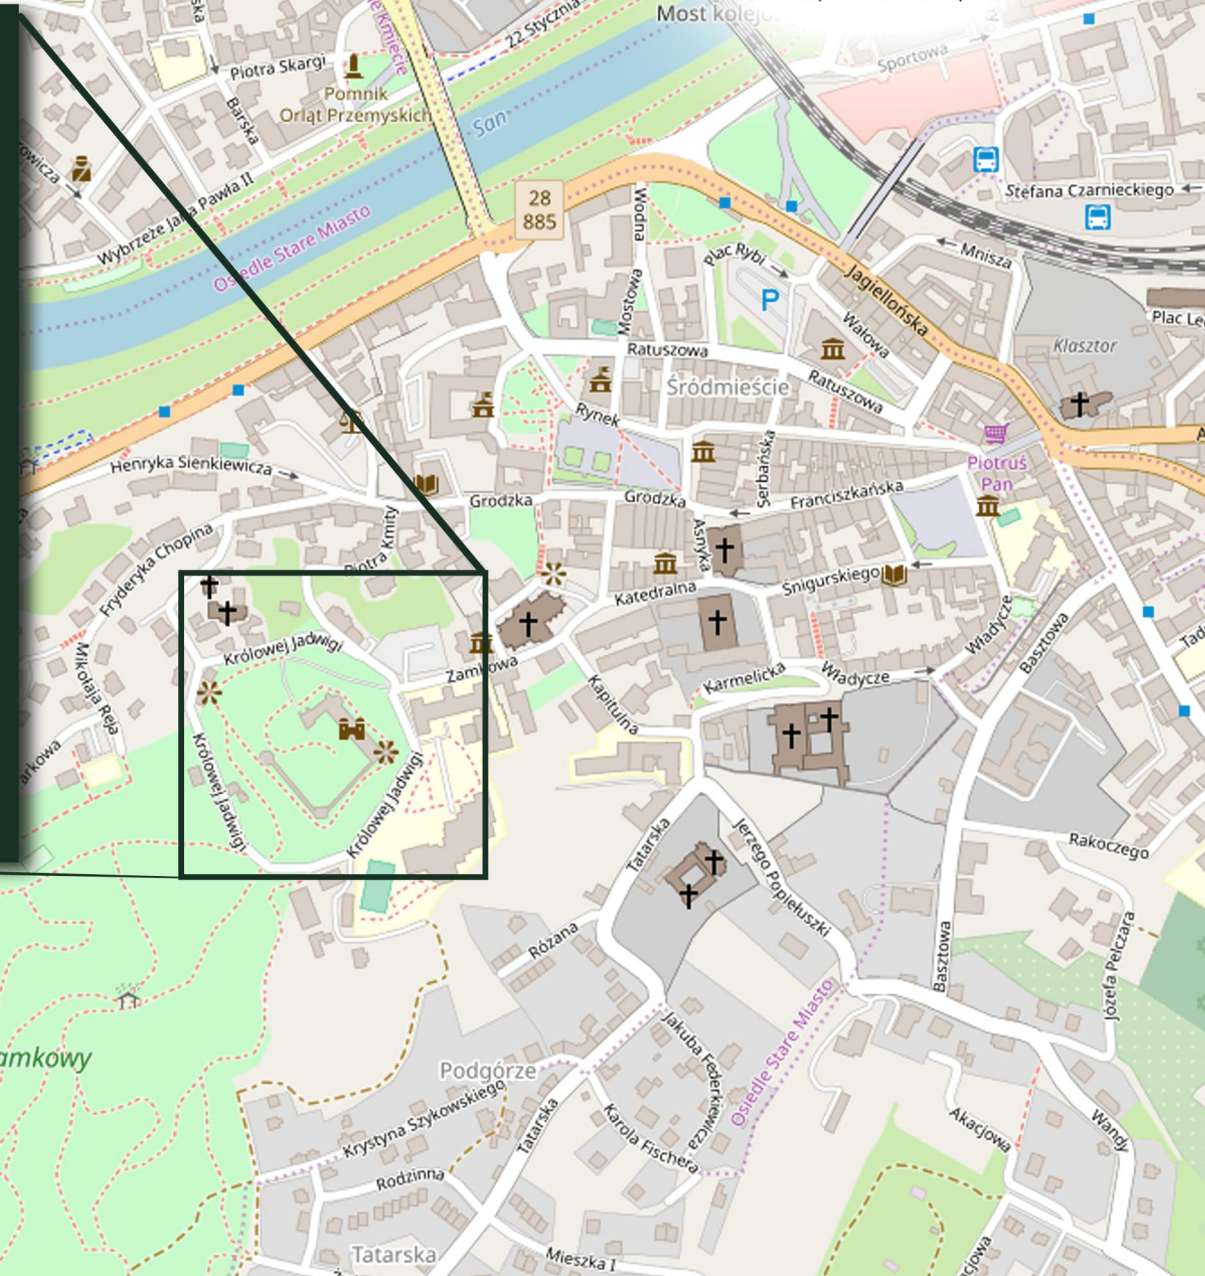 Most kolejo
22 Stycznia
Sportowa
Piotra Skargi
Pomnik
Orląt Przemyskich
Barska
San
28
885
Stefana Czarnieckiego
Wybrzeże Jana Pawła II
Osiedle Stare Miasto
Wodna
Plac Rybi
Mnisza
P
Jagiellońska
Mostowa
Wałowa
Plac Le
Klasztor
Ratuszowa
Śródmieście
Ratuszowa
Rynek
Piotruś
Pan
Henryka Sienkiewicza
Serbańska
Grodzka
Grodzka
Franciszkańska
Asnyka
Fryderyka Chopina
Piotra Kmity
Śnigurskiego
Katedralna
Władycze
Basztowa
Królowej Jadwigi
Zamkowa
Mikołaja Reja
Karmelicka
Władycze
Kapitulna
arkowa
Królowej Jadwigi
Królowej Jadwigi
Tatarska
Jerzego Popiełuszki
Rakoczego
Różana
Basztowa
Józefa Pelczara
Osiedle Stare Miasto
amkowy
Podgórze
Jakuba Federkiewicza
Krystyna Szykowskiego
Tatarska
Karola Fischera
Akacjowa
Wandy
Rodzinna
Tatarska
Mieszka I
cjowa